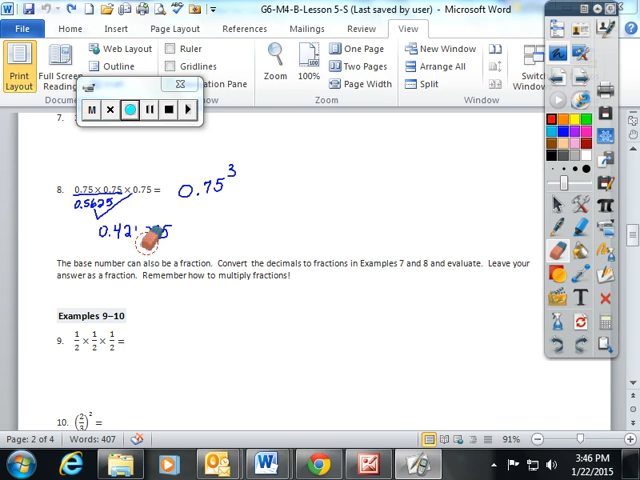 G6-M4-B-Lesson 5-S (Last saved by user) - Microsoft Word
File Home References Mailings Review View
Print Layout
Full Screen Reading
Web Layout
Outline
Ruler
Gridlines
Zoom
100%
One Page
Two Pages
Page Width
New Window
Arrange All
Split
Zoom
Window
M
7.
8. 0.75 × 0.75 × 0.75 = 0.75³
0.5625
The base number can also be a fraction. Convert the decimals to fractions in Examples 7 and 8 and evaluate. Leave your
answer as a fraction. Remember how to multiply fractions!
Examples 9–10
9. 1/2 × 1/2 × 1/2 =
10. (2/3)² =
Page: 2 of 4 Words: 407 91%
3:46 PM
1/22/2015